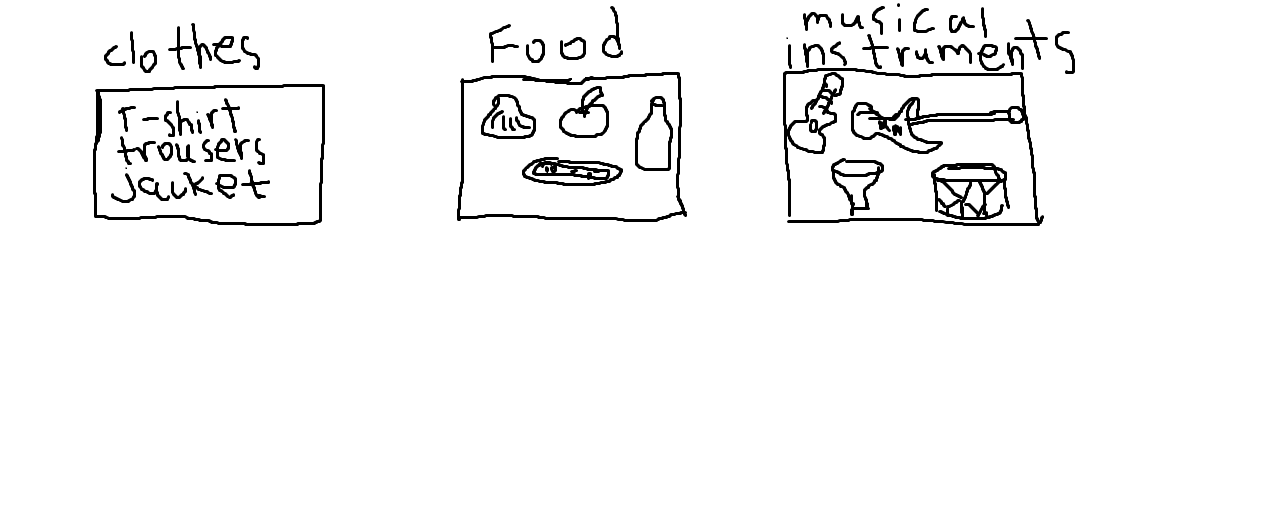 clothes
T-shirt
trousers
jacket
Food
musical
instruments